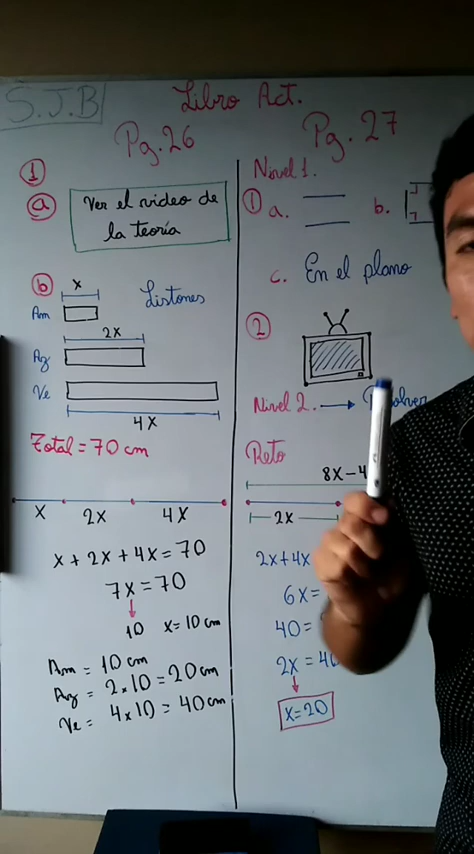 S.J.B
Libro Act.
Pg. 26
1
a
Ver el video de
la teoría
b
x
Am
Listones
2x
Az
Ve
4x
Total = 70 cm
x 2x 4x
x + 2x + 4x = 70
7x = 70
10 x = 10 cm
Am = 10 cm
Az = 2 × 10 = 20 cm
Ve = 4 × 10 = 40 cm
Pg. 27
Nivel 1.
1 a. b.
c. En el plano
2
Nivel 2. →
Reto
8x - 4
2x
2x + 4x
6x =
40 =
2x = 40
x = 20